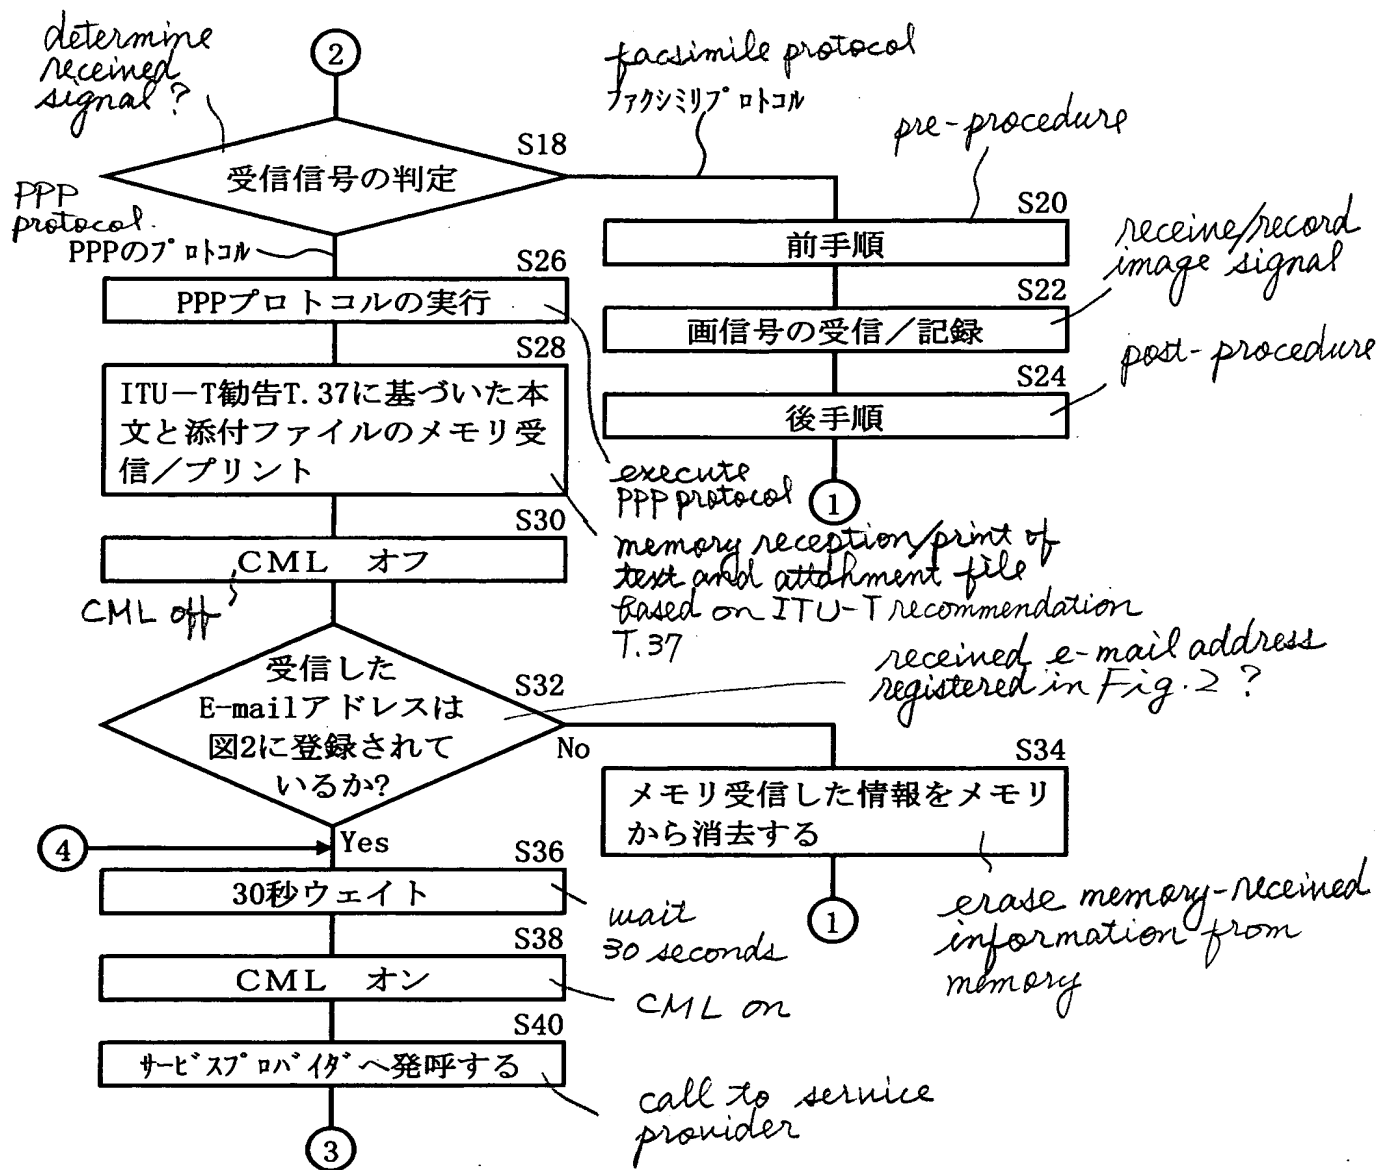 determine
received
signal?
②
facsimile protocol
ファクシミリプロトコル
pre-procedure
S18
受信信号の判定
PPP
protocol.
PPPのプロトコル
S20
前手順
receine/record
image signal
S26
PPPプロトコルの実行
S22
画信号の受信/記録
post-procedure
S28
ITU-T勧告T.37に基づいた本
文と添付ファイルのメモリ受
信/プリント
S24
後手順
execute
PPP protocol
①
S30
CML オフ
CML off
memory reception/print of
text and attahment file
based on ITU-T recommendation
T.37
received e-mail address
registered in Fig.2?
受信した
E-mailアドレスは
図2に登録されて
いるか?
S32
No
S34
メモリ受信した情報をメモリ
から消去する
④
Yes
S36
30秒ウェイト
wait
30 seconds
①
erase memory-received
information from
memory
S38
CML オン
CML on
S40
サービスプロバイダへ発呼する
call to service
provider
③